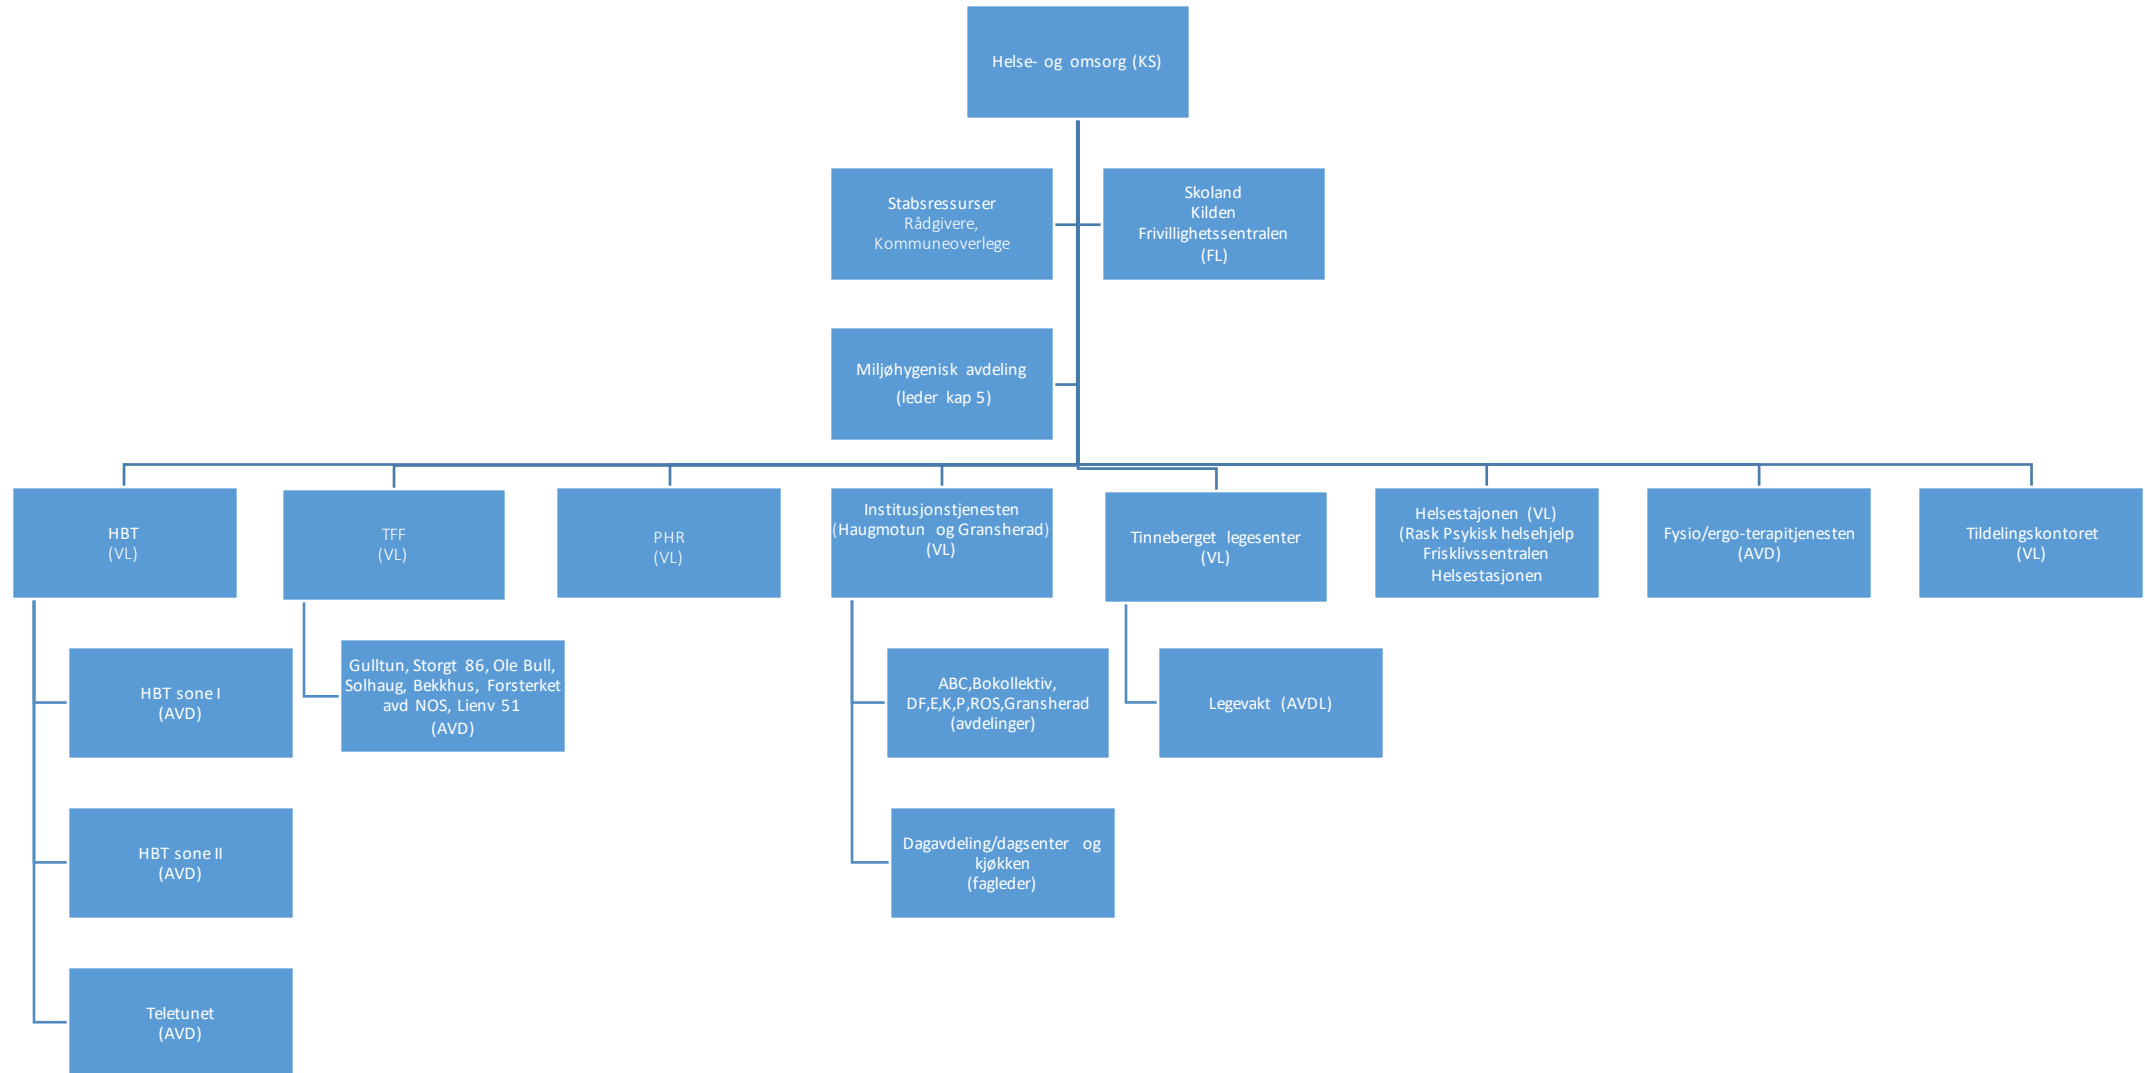 Helse- og omsorg (KS)
Stabsressurser
Rådgivere,
Kommuneoverlege
Skoland
Kilden
Frivillighetssentralen
(FL)
Miljøhygenisk avdeling
(leder kap 5)
HBT
(VL)
TFF
(VL)
PHR
(VL)
Institusjonstjenesten
(Haugmotun og Gransherad)
(VL)
Tinneberget legesenter
(VL)
Helsestajonen (VL)
(Rask Psykisk helsehjelp
Frisklivssentralen
Helsestasjonen
Fysio/ergo-terapitjenesten
(AVD)
Tildelingskontoret
(VL)
HBT sone I
(AVD)
Gulltun, Storgt 86, Ole Bull,
Solhaug, Bekkhus, Forsterket
avd NOS, Lienv 51
(AVD)
ABC,Bokollektiv,
DF,E,K,P,ROS,Gransherad
(avdelinger)
Legevakt (AVDL)
HBT sone II
(AVD)
Dagavdeling/dagsenter og
kjøkken
(fagleder)
Teletunet
(AVD)